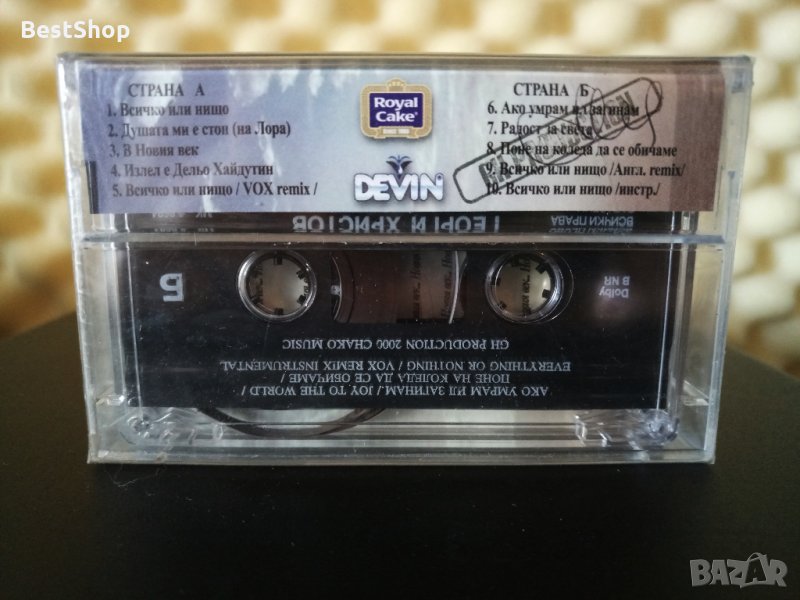 BestShop
СТРАНА А
1. Всичко или нищо
2. Душата ми е стон (на Лора)
3. В Новия век
4. Излел е Дельо Хайдутин
5. Всичко или нищо / VOX remix /
Royal
Cake
SINCE 1983
DEVIN
СТРАНА Б
6. Ако умрам ил загинам
7. Радост за света
8. Поне на коледа да се обичаме
9. Всичко или нищо /Англ. remix/
10. Всичко или нищо /инстр./
ГЕОРГИ ХРИСТОВ
ВСИЧКИ ПРАВА
Б
Dolby
B NR
АКО УМРАМ ИЛ ЗАГИНАМ / JOY TO THE WORLD /
ПОНЕ НА КОЛЕДА ДА СЕ ОБИЧАМЕ /
EVERYTHING OR NOTHING / VOX REMIX INSTRUMENTAL
GH PRODUCTION 2000 CHAKO MUSIC
BAZAR